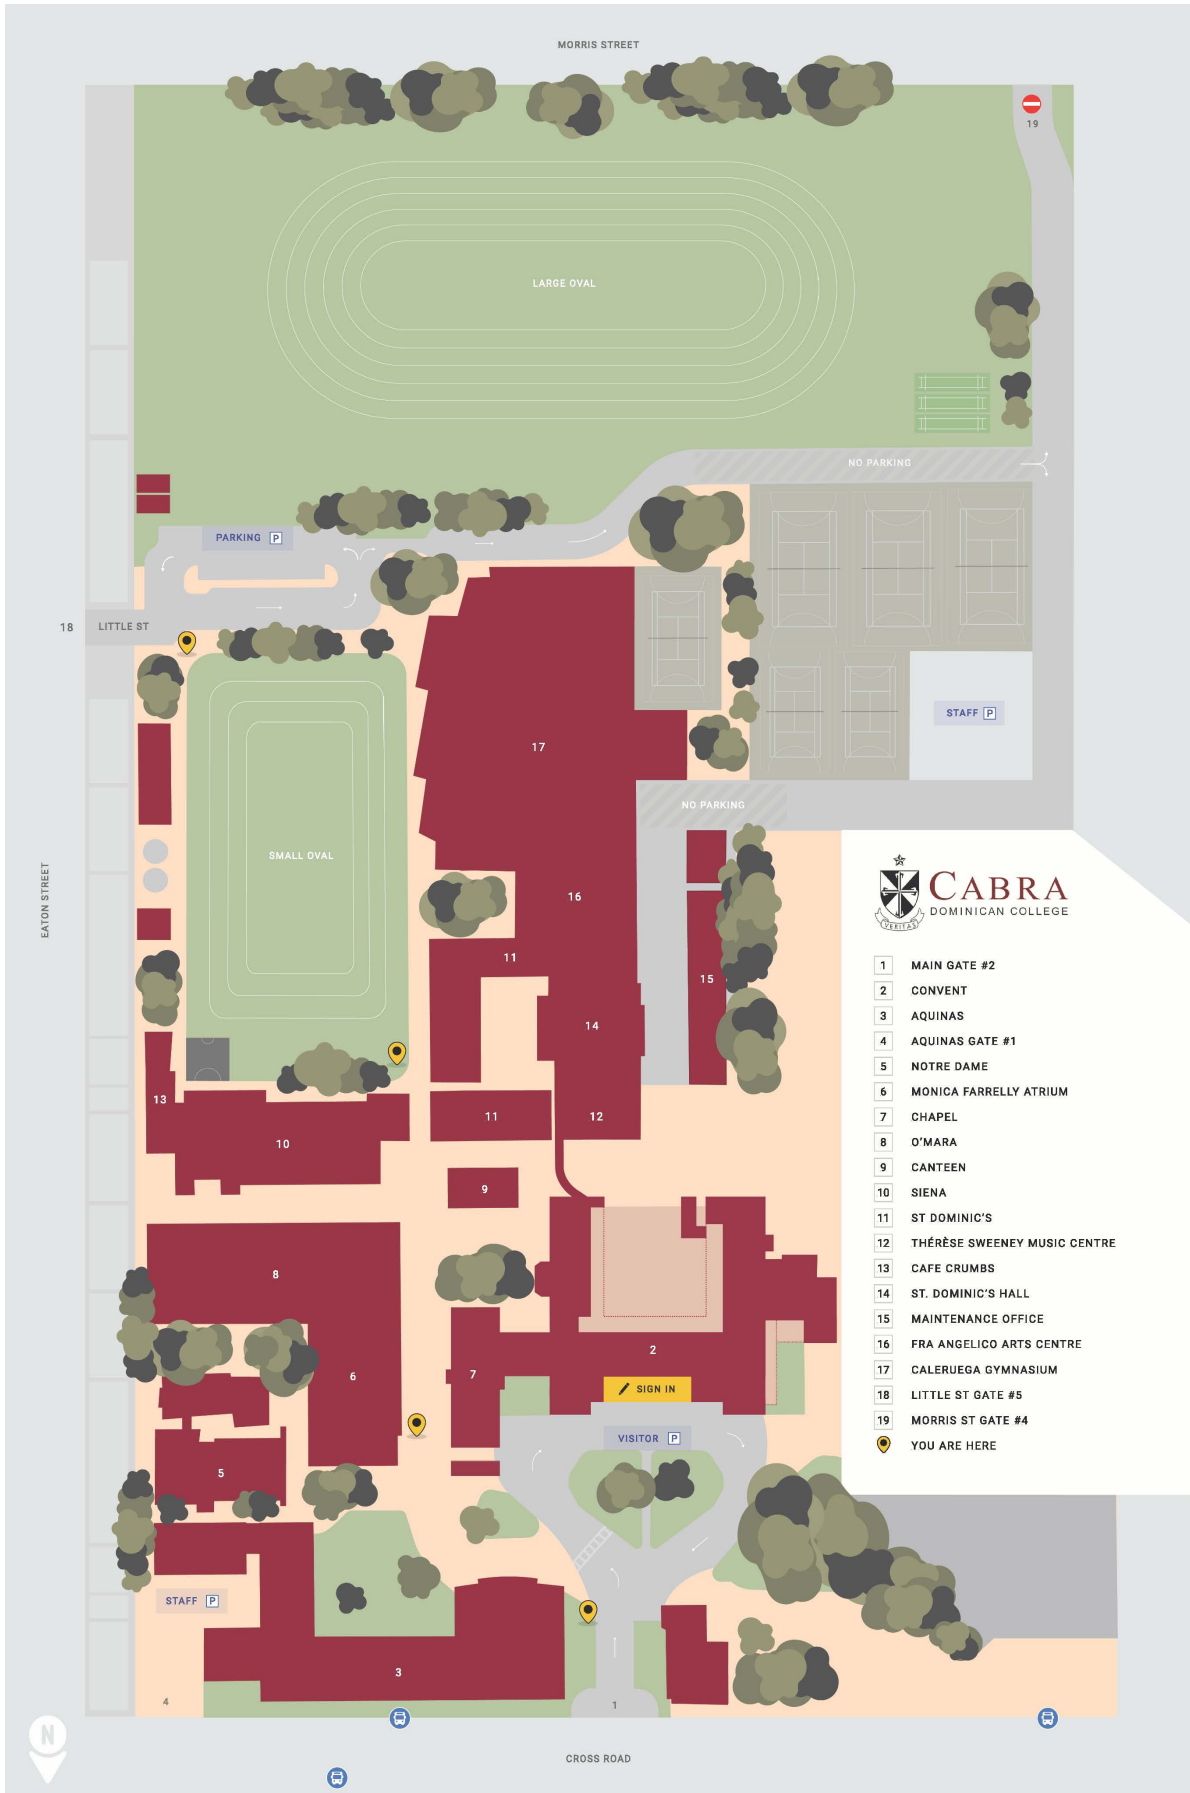 MORRIS STREET
19
LARGE OVAL
NO PARKING
PARKING P
18 LITTLE ST
STAFF P
17
NO PARKING
SMALL OVAL
EATON STREET
16
11
15
14
13
10
11
12
9
8
2
6
7
SIGN IN
VISITOR P
5
STAFF P
3
4
1
N
CROSS ROAD
VERITAS
CABRA
DOMINICAN COLLEGE
1 MAIN GATE #2
2 CONVENT
3 AQUINAS
4 AQUINAS GATE #1
5 NOTRE DAME
6 MONICA FARRELLY ATRIUM
7 CHAPEL
8 O'MARA
9 CANTEEN
10 SIENA
11 ST DOMINIC'S
12 THÉRÈSE SWEENEY MUSIC CENTRE
13 CAFE CRUMBS
14 ST. DOMINIC'S HALL
15 MAINTENANCE OFFICE
16 FRA ANGELICO ARTS CENTRE
17 CALERUEGA GYMNASIUM
18 LITTLE ST GATE #5
19 MORRIS ST GATE #4
YOU ARE HERE